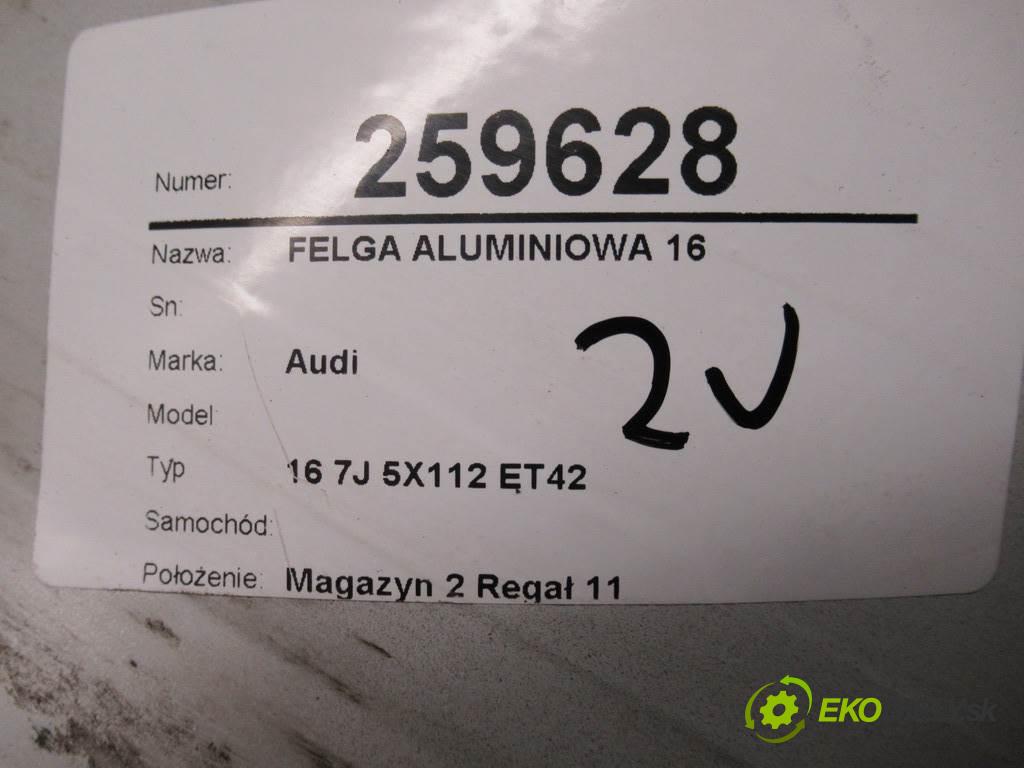 Numer: 259628
Nazwa: FELGA ALUMINIOWA 16
Sn:
Marka: Audi
Model
Typ 16 7J 5X112 ET42
Samochód:
Położenie: Magazyn 2 Regał 11
2V
EKO